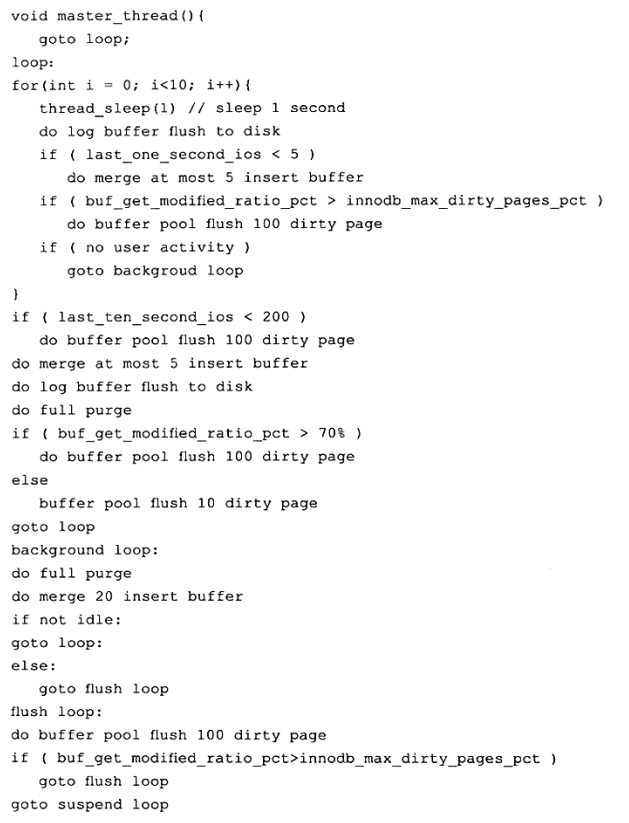 void master_thread(){
goto loop;
loop:
for(int i = 0; i<10; i++){
thread_sleep(1) // sleep 1 second
do log buffer flush to disk
if ( last_one_second_ios < 5 )
do merge at most 5 insert buffer
if ( buf_get_modified_ratio_pct > innodb_max_dirty_pages_pct )
do buffer pool flush 100 dirty page
if ( no user activity )
goto backgroud loop
}
if ( last_ten_second_ios < 200 )
do buffer pool flush 100 dirty page
do merge at most 5 insert buffer
do log buffer flush to disk
do full purge
if ( buf_get_modified_ratio_pct > 70% )
do buffer pool flush 100 dirty page
else
buffer pool flush 10 dirty page
goto loop
background loop:
do full purge
do merge 20 insert buffer
if not idle:
goto loop:
else:
goto flush loop
flush loop:
do buffer pool flush 100 dirty page
if ( buf_get_modified_ratio_pct>innodb_max_dirty_pages_pct )
goto flush loop
goto suspend loop